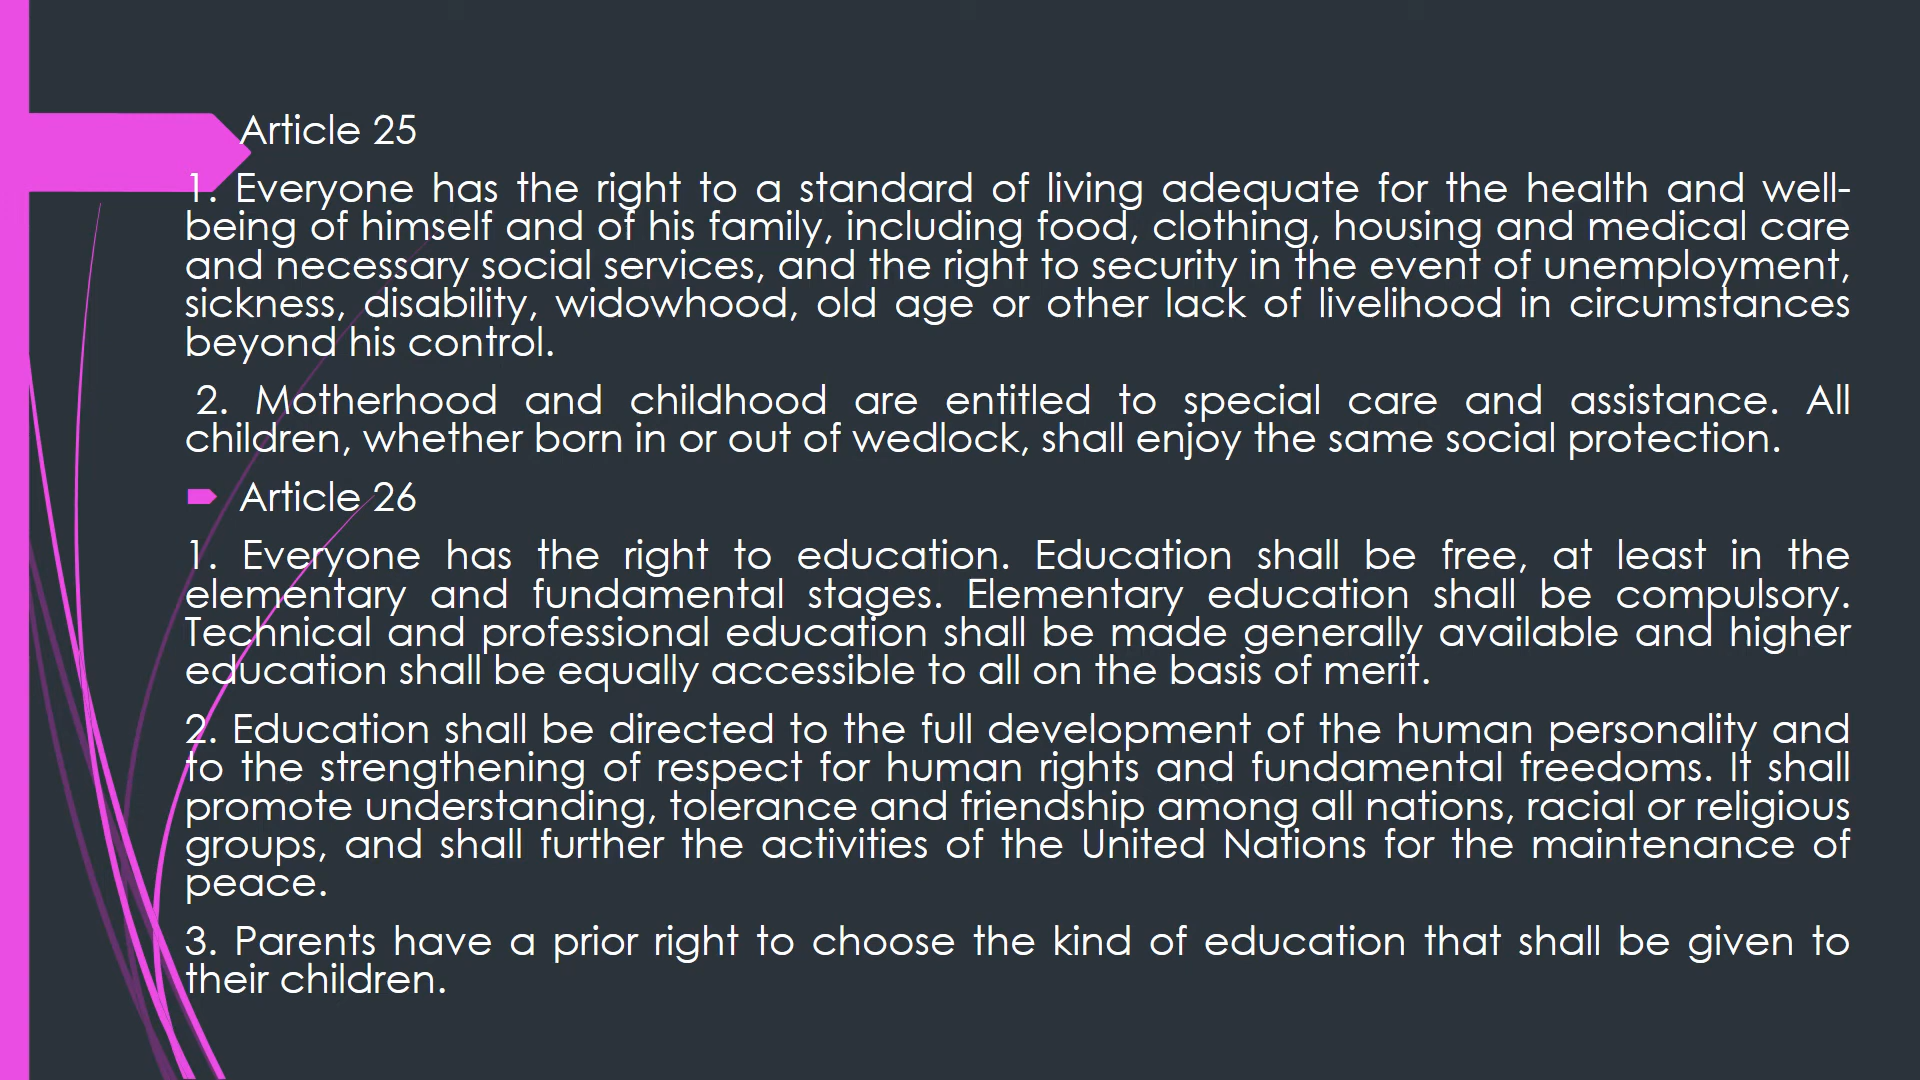 Article 25
1. Everyone has the right to a standard of living adequate for the health and well-
being of himself and of his family, including food, clothing, housing and medical care
and necessary social services, and the right to security in the event of unemployment,
sickness, disability, widowhood, old age or other lack of livelihood in circumstances
beyond his control.
2. Motherhood and childhood are entitled to special care and assistance. All
children, whether born in or out of wedlock, shall enjoy the same social protection.
Article 26
1. Everyone has the right to education. Education shall be free, at least in the
elementary and fundamental stages. Elementary education shall be compulsory.
Technical and professional education shall be made generally available and higher
education shall be equally accessible to all on the basis of merit.
2. Education shall be directed to the full development of the human personality and
to the strengthening of respect for human rights and fundamental freedoms. It shall
promote understanding, tolerance and friendship among all nations, racial or religious
groups, and shall further the activities of the United Nations for the maintenance of
peace.
3. Parents have a prior right to choose the kind of education that shall be given to
their children.